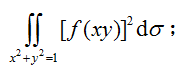 ∬_{x²+y²=1} [f(xy)]² dσ ;